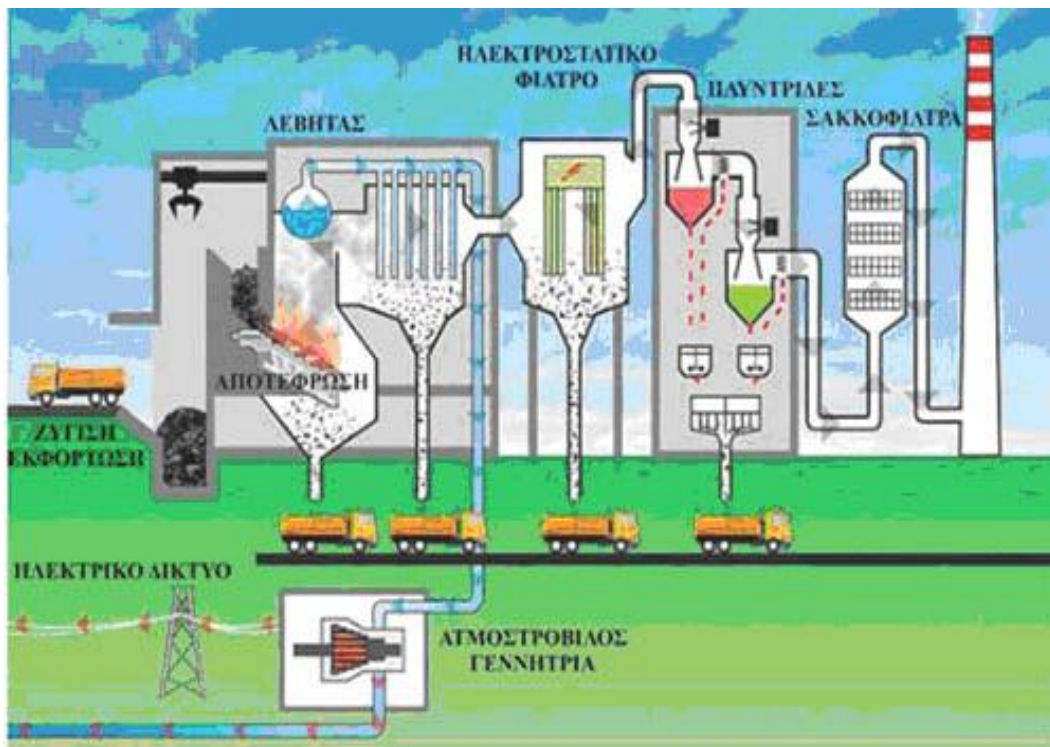 ΗΛΕΚΤΡΟΣΤΑΤΙΚΟ
ΦΙΛΤΡΟ
ΠΛΥΝΤΡΙΔΕΣ
ΣΑΚΚΟΦΙΛΤΡΑ
ΛΕΒΗΤΑΣ
ΑΠΟΤΕΦΡΩΣΗ
ΖΥΓΙΣΗ
ΕΚΦΟΡΤΩΣΗ
ΗΛΕΚΤΡΙΚΟ ΔΙΚΤΥΟ
ΑΤΜΟΣΤΡΟΒΙΛΟΣ
ΓΕΝΝΗΤΡΙΑ